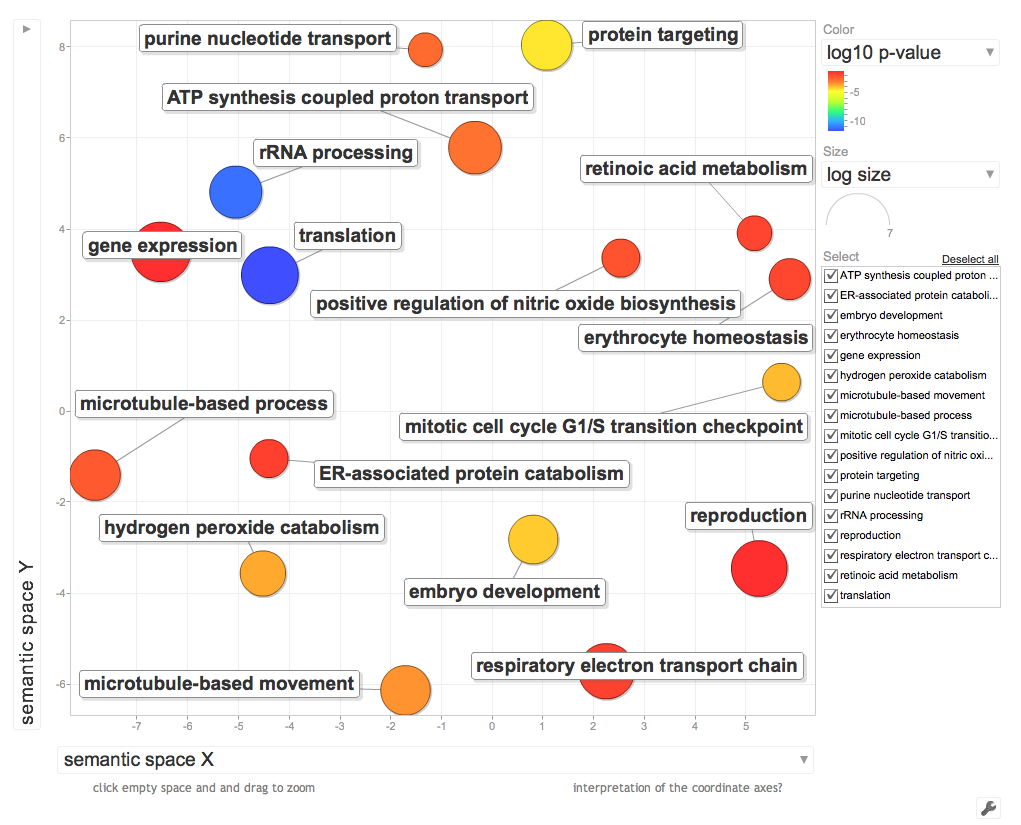 8
purine nucleotide transport
protein targeting
ATP synthesis coupled proton transport
6
rRNA processing
retinoic acid metabolism
4
gene expression
translation
positive regulation of nitric oxide biosynthesis
2
erythrocyte homeostasis
microtubule-based process
0
mitotic cell cycle G1/S transition checkpoint
ER-associated protein catabolism
-2
hydrogen peroxide catabolism
reproduction
embryo development
-4
respiratory electron transport chain
microtubule-based movement
-6
semantic space Y
-7 -6 -5 -4 -3 -2 -1 0 1 2 3 4 5
semantic space X
click empty space and and drag to zoom
interpretation of the coordinate axes?
Color
log10 p-value
-5
-10
Size
log size
7
Select Deselect all
ATP synthesis coupled proton ...
ER-associated protein cataboli...
embryo development
erythrocyte homeostasis
gene expression
hydrogen peroxide catabolism
microtubule-based movement
microtubule-based process
mitotic cell cycle G1/S transitio...
positive regulation of nitric oxi...
protein targeting
purine nucleotide transport
rRNA processing
reproduction
respiratory electron transport c...
retinoic acid metabolism
translation